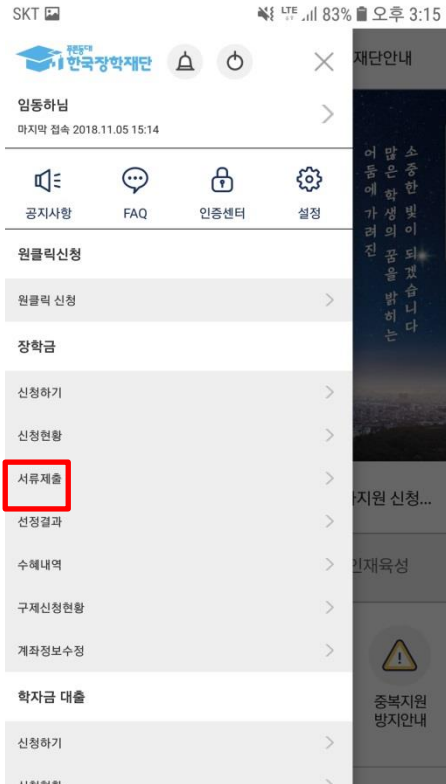 SKT LTE 83% 오후 3:15
푸른등대
한국장학재단
재단안내
임동하님
마지막 접속 2018.11.05 15:14
공지사항 FAQ 인증센터 설정
원클릭신청
원클릭 신청
장학금
신청하기
신청현황
서류제출
선정결과
수혜내역
구제신청현황
계좌정보수정
학자금 대출
신청하기
소중한 빛이 되겠습니다
많은 학생의 꿈을 밝히는
어둠에 가려진
지원 신청...
인재육성
중복지원
방지안내